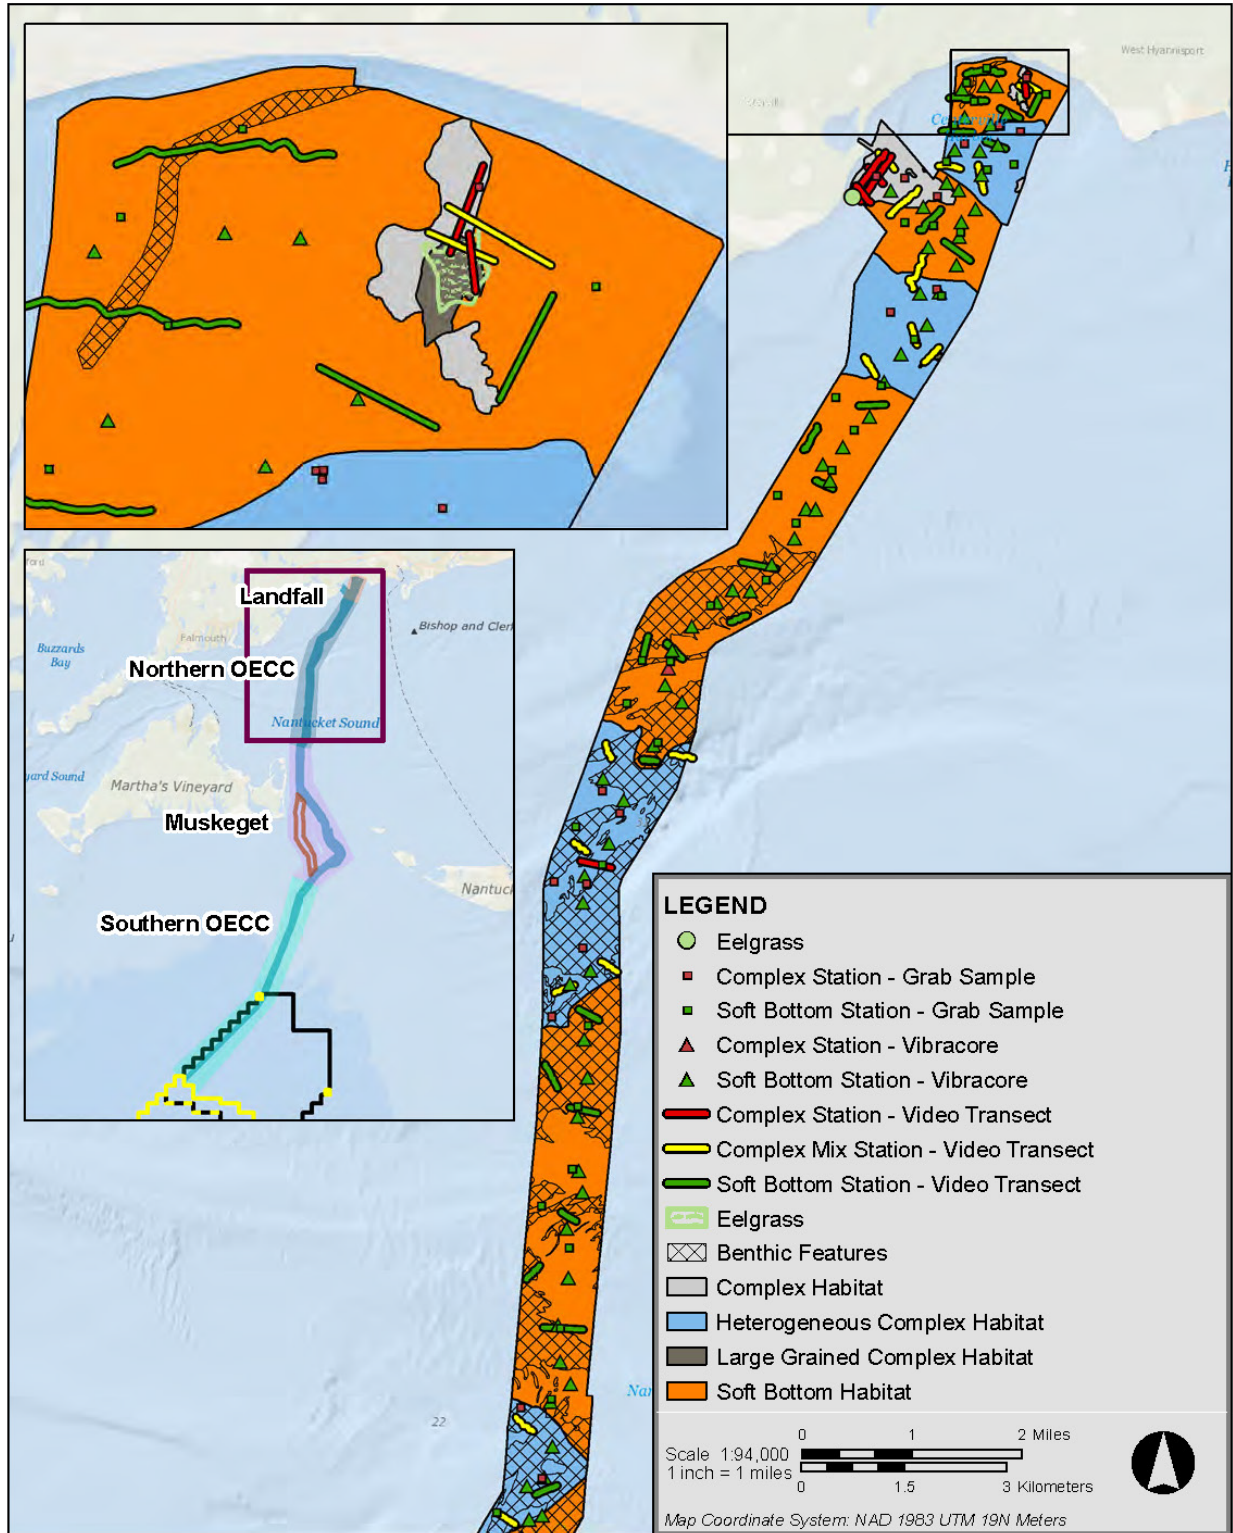 West Hyannisport
Landfall
Bishop and Clerk
Falmouth
Buzzards
Bay
Northern OECC
Nantucket Sound
yard Sound
Martha's Vineyard
Muskeget
Nantuck
Southern OECC
22
LEGEND
Eelgrass
Complex Station - Grab Sample
Soft Bottom Station - Grab Sample
Complex Station - Vibracore
Soft Bottom Station - Vibracore
Complex Station - Video Transect
Complex Mix Station - Video Transect
Soft Bottom Station - Video Transect
Eelgrass
Benthic Features
Complex Habitat
Heterogeneous Complex Habitat
Large Grained Complex Habitat
Soft Bottom Habitat
Nan
0 1 2 Miles
Scale 1:94,000
1 inch = 1 miles
0 1.5 3 Kilometers
Map Coordinate System: NAD 1983 UTM 19N Meters